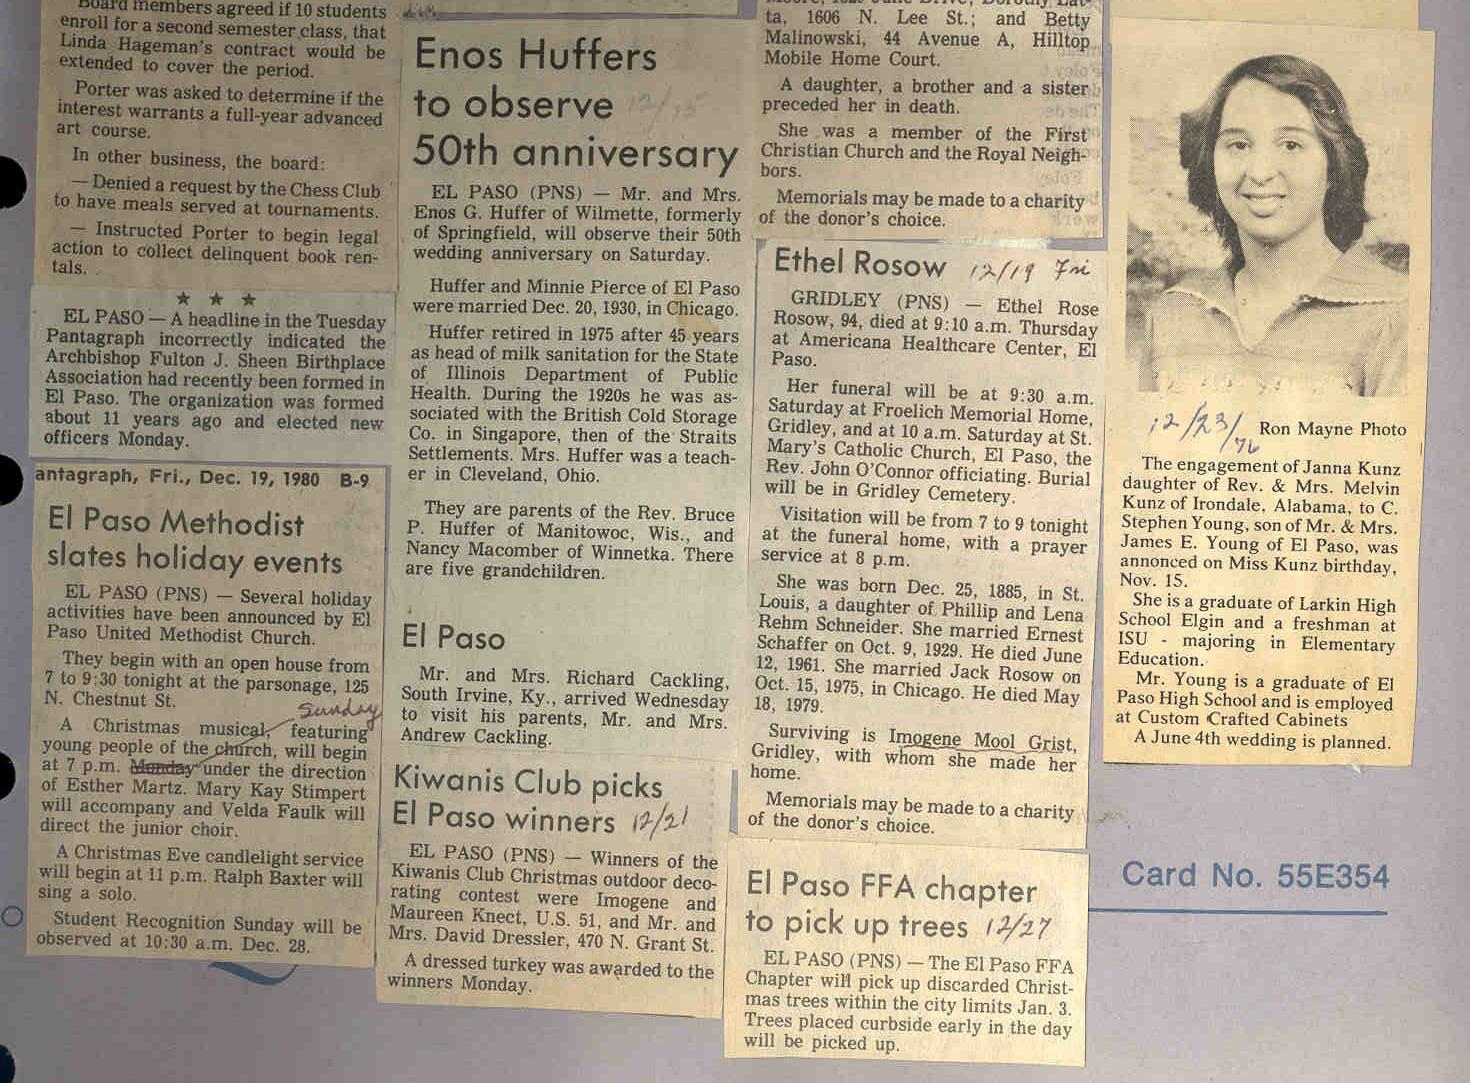 Board members agreed if 10 students
enroll for a second semester class, that
Linda Hageman's contract would be
extended to cover the period.
Porter was asked to determine if the
interest warrants a full-year advanced
art course.
In other business, the board:
— Denied a request by the Chess Club
to have meals served at tournaments.
— Instructed Porter to begin legal
action to collect delinquent book ren-
tals.
★ ★ ★
EL PASO — A headline in the Tuesday
Pantagraph incorrectly indicated the
Archbishop Fulton J. Sheen Birthplace
Association had recently been formed in
El Paso. The organization was formed
about 11 years ago and elected new
officers Monday.
antagraph, Fri., Dec. 19, 1980 B-9
El Paso Methodist
slates holiday events
EL PASO (PNS) — Several holiday
activities have been announced by El
Paso United Methodist Church.
They begin with an open house from
7 to 9:30 tonight at the parsonage, 125
N. Chestnut St.
Sunday
A Christmas musical, featuring
young people of the church, will begin
at 7 p.m. Monday under the direction
of Esther Martz. Mary Kay Stimpert
will accompany and Velda Faulk will
direct the junior choir.
A Christmas Eve candlelight service
will begin at 11 p.m. Ralph Baxter will
sing a solo.
Student Recognition Sunday will be
observed at 10:30 a.m. Dec. 28.
Enos Huffers
to observe 12/15
50th anniversary
EL PASO (PNS) — Mr. and Mrs.
Enos G. Huffer of Wilmette, formerly
of Springfield, will observe their 50th
wedding anniversary on Saturday.
Huffer and Minnie Pierce of El Paso
were married Dec. 20, 1930, in Chicago.
Huffer retired in 1975 after 45 years
as head of milk sanitation for the State
of Illinois Department of Public
Health. During the 1920s he was as-
sociated with the British Cold Storage
Co. in Singapore, then of the Straits
Settlements. Mrs. Huffer was a teach-
er in Cleveland, Ohio.
They are parents of the Rev. Bruce
P. Huffer of Manitowoc, Wis., and
Nancy Macomber of Winnetka. There
are five grandchildren.
El Paso
Mr. and Mrs. Richard Cackling,
South Irvine, Ky., arrived Wednesday
to visit his parents, Mr. and Mrs.
Andrew Cackling.
Kiwanis Club picks
El Paso winners 12/21
EL PASO (PNS) — Winners of the
Kiwanis Club Christmas outdoor deco-
rating contest were Imogene and
Maureen Knect, U.S. 51, and Mr. and
Mrs. David Dressler, 470 N. Grant St.
A dressed turkey was awarded to the
winners Monday.
Moore, 1520 June Drive; Dorothy Lat-
ta, 1606 N. Lee St.; and Betty
Malinowski, 44 Avenue A, Hilltop
Mobile Home Court.
A daughter, a brother and a sister
preceded her in death.
She was a member of the First
Christian Church and the Royal Neigh-
bors.
Memorials may be made to a charity
of the donor's choice.
Ethel Rosow 12/19 Fri
GRIDLEY (PNS) — Ethel Rose
Rosow, 94, died at 9:10 a.m. Thursday
at Americana Healthcare Center, El
Paso.
Her funeral will be at 9:30 a.m.
Saturday at Froelich Memorial Home,
Gridley, and at 10 a.m. Saturday at St.
Mary's Catholic Church, El Paso, the
Rev. John O'Connor officiating. Burial
will be in Gridley Cemetery.
Visitation will be from 7 to 9 tonight
at the funeral home, with a prayer
service at 8 p.m.
She was born Dec. 25, 1885, in St.
Louis, a daughter of Phillip and Lena
Rehm Schneider. She married Ernest
Schaffer on Oct. 9, 1929. He died June
12, 1961. She married Jack Rosow on
Oct. 15, 1975, in Chicago. He died May
18, 1979.
Surviving is Imogene Mool Grist,
Gridley, with whom she made her
home.
Memorials may be made to a charity
of the donor's choice.
El Paso FFA chapter
to pick up trees 12/27
EL PASO (PNS) — The El Paso FFA
Chapter will pick up discarded Christ-
mas trees within the city limits Jan. 3.
Trees placed curbside early in the day
will be picked up.
12/23/76
Ron Mayne Photo
The engagement of Janna Kunz
daughter of Rev. & Mrs. Melvin
Kunz of Irondale, Alabama, to C.
Stephen Young, son of Mr. & Mrs.
James E. Young of El Paso, was
annonced on Miss Kunz birthday,
Nov. 15.
She is a graduate of Larkin High
School Elgin and a freshman at
ISU - majoring in Elementary
Education.
Mr. Young is a graduate of El
Paso High School and is employed
at Custom Crafted Cabinets
A June 4th wedding is planned.
Card No. 55E354